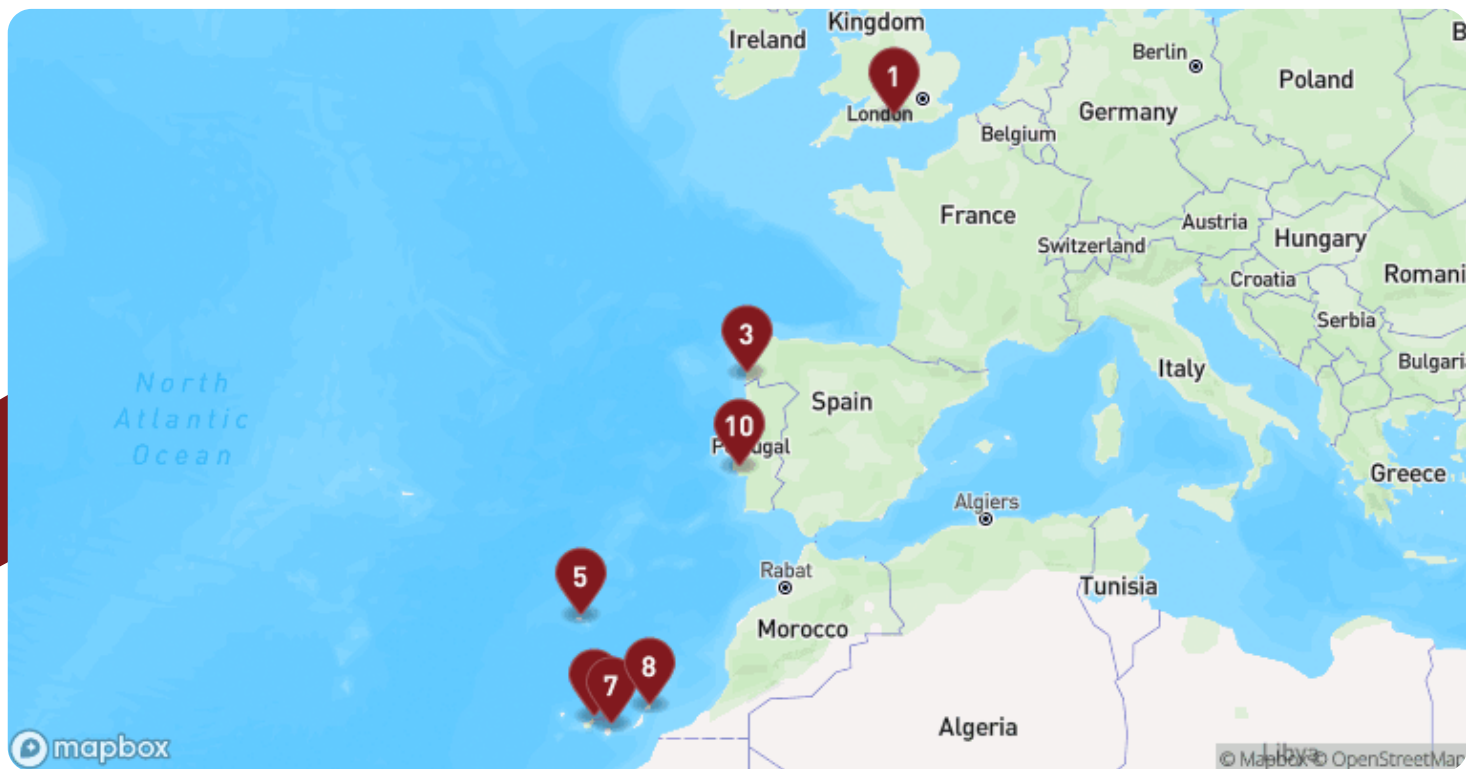 Kingdom
Ireland
1
London
Berlin
Poland
Germany
Belgium
France
Austria
Switzerland
Hungary
Croatia
Romani
Serbia
Bulgaria
Italy
3
Spain
10
North
Atlantic
Ocean
Greece
Algiers
5
Rabat
Tunisia
Morocco
8
7
Algeria
mapbox
© Mapbox © OpenStreetMap